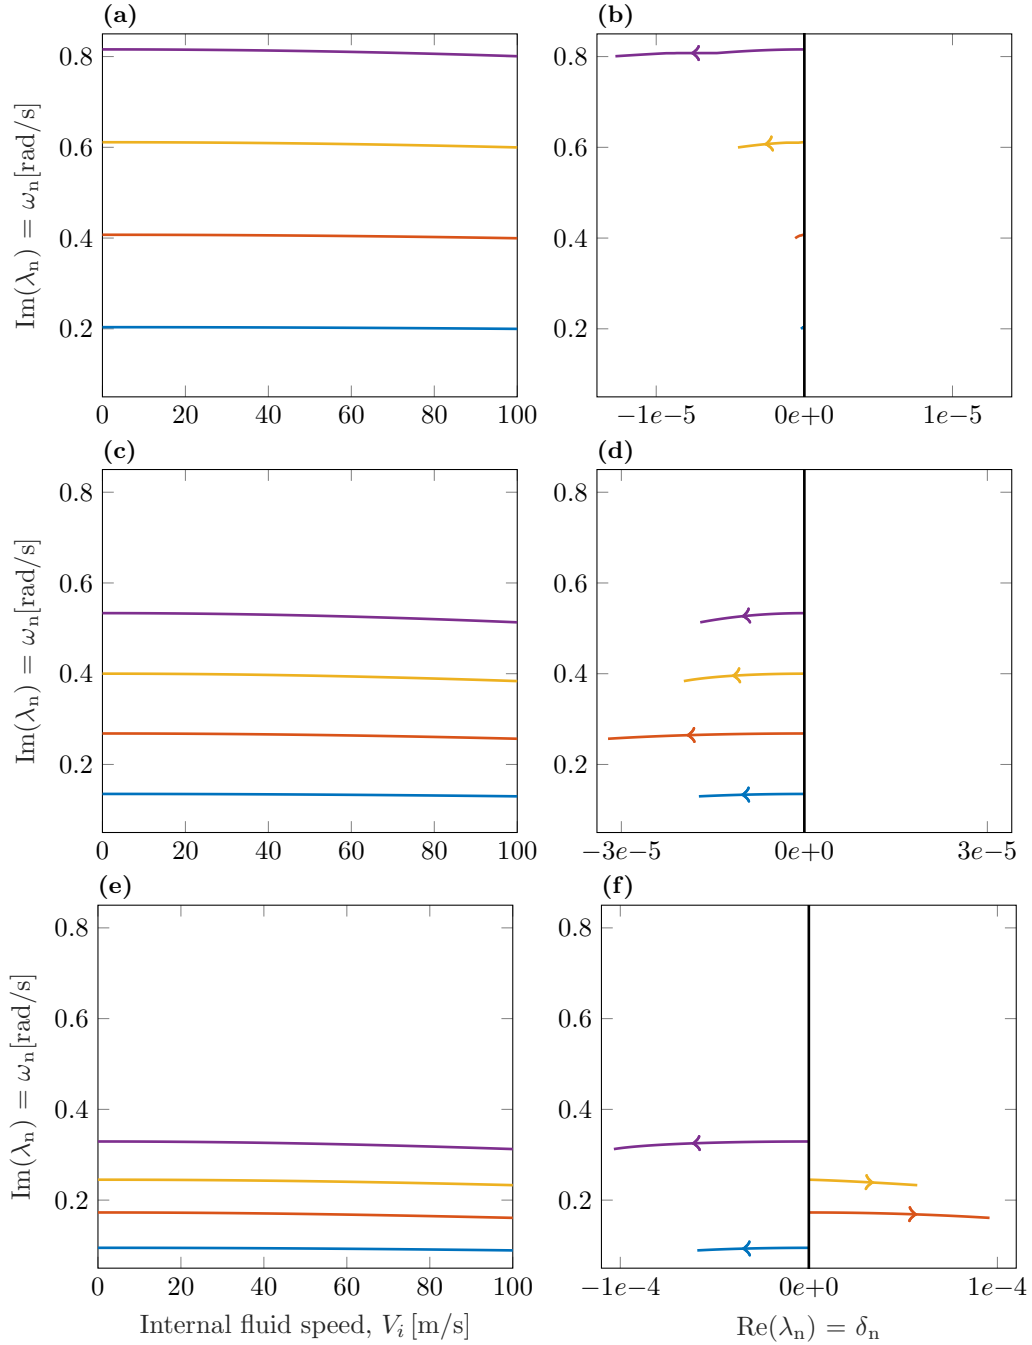 (a) (b)
0.8 0.8
0.6 0.6
0.4 0.4
0.2 0.2
Im(λn) = ωn[rad/s]
0 20 40 60 80 100 −1e-5 0e+0 1e-5
(c) (d)
0.8 0.8
0.6 0.6
0.4 0.4
0.2 0.2
Im(λn) = ωn[rad/s]
0 20 40 60 80 100 −3e-5 0e+0 3e-5
(e) (f)
0.8 0.8
0.6 0.6
0.4 0.4
0.2 0.2
Im(λn) = ωn[rad/s]
0 20 40 60 80 100 −1e-4 0e+0 1e-4
Internal fluid speed, Vi [m/s] Re(λn) = δn